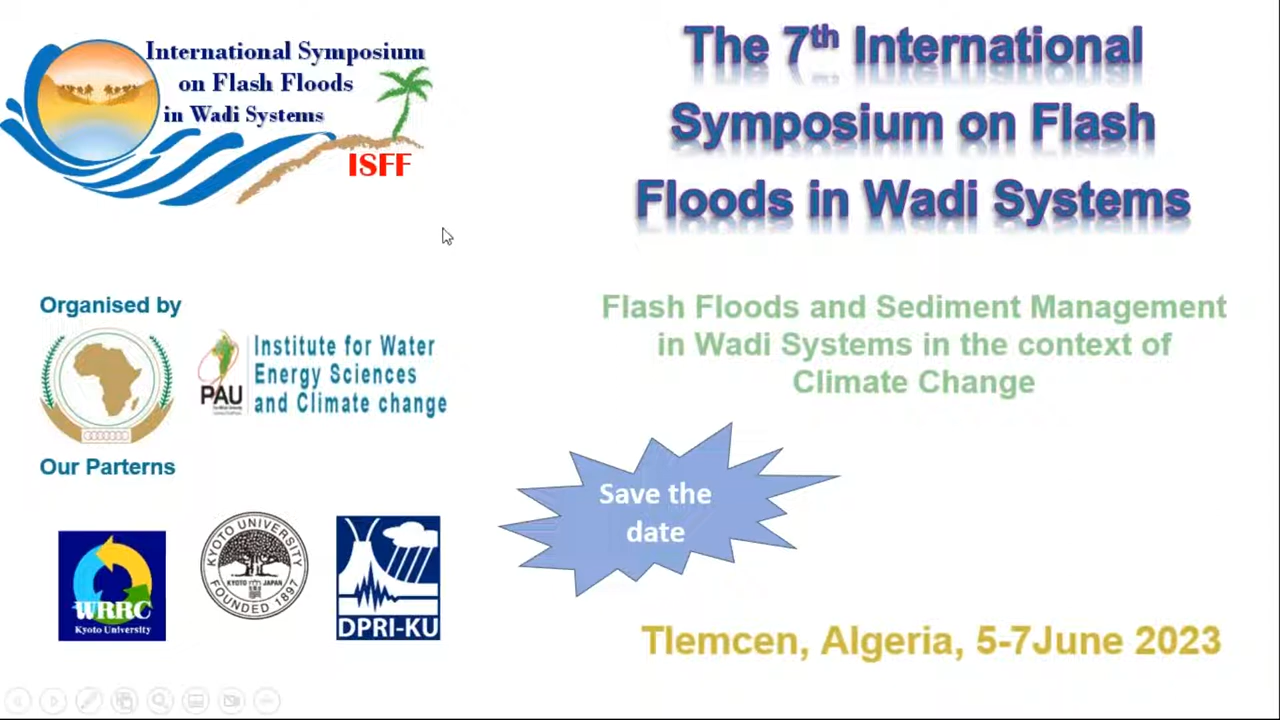 International Symposium
on Flash Floods
in Wadi Systems
ISFF
The 7th International
Symposium on Flash
Floods in Wadi Systems
Organised by
PAU
Institute for Water
Energy Sciences
and Climate change
Flash Floods and Sediment Management
in Wadi Systems in the context of
Climate Change
Our Parterns
Save the
date
WRRC
Kyoto University
KYOTO UNIVERSITY
KYOTO JAPAN
FOUNDED 1897
DPRI-KU
Tlemcen, Algeria, 5-7June 2023